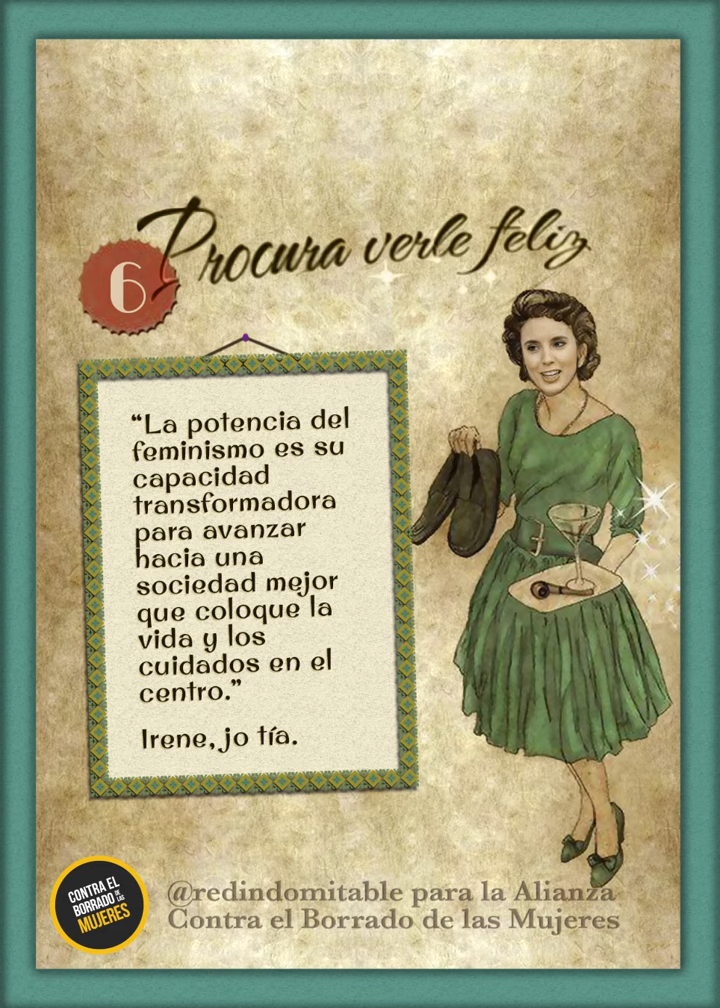 Procura verle feliz
6
“La potencia del
feminismo es su
capacidad
transformadora
para avanzar
hacia una
sociedad mejor
que coloque la
vida y los
cuidados en el
centro.”
Irene, jo tía.
CONTRA EL
BORRADO DE LAS
MUJERES
@redindomitable para la Alianza
Contra el Borrado de las Mujeres